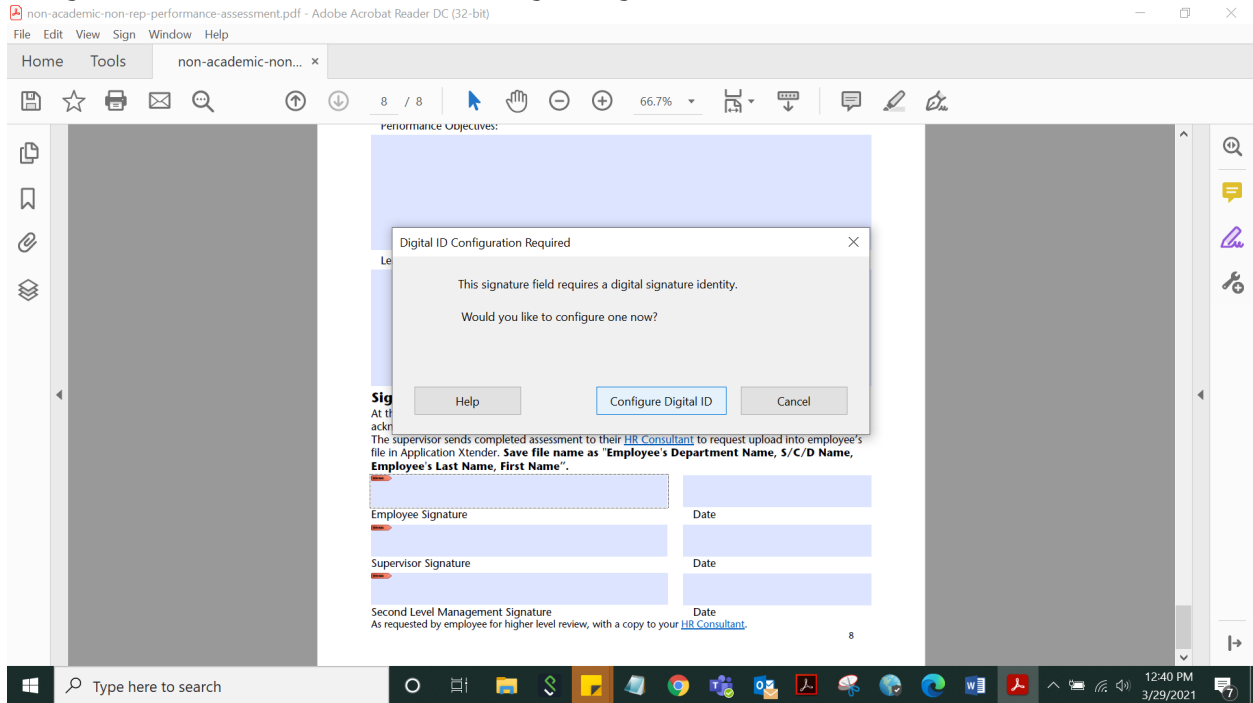 non-academic-non-rep-performance-assessment.pdf - Adobe Acrobat Reader DC (32-bit)
File Edit View Sign Window Help
Home Tools non-academic-non... ×
8 / 8 66.7%
Performance Objectives:
Digital ID Configuration Required
Le
This signature field requires a digital signature identity.
Would you like to configure one now?
Help Configure Digital ID Cancel
Sig
At th
ackn
The supervisor sends completed assessment to their HR Consultant to request upload into employee's
file in Application Xtender. Save file name as "Employee's Department Name, S/C/D Name,
Employee's Last Name, First Name".
Employee Signature Date
Supervisor Signature Date
Second Level Management Signature Date
As requested by employee for higher level review, with a copy to your HR Consultant.
8
Type here to search
12:40 PM
3/29/2021
7